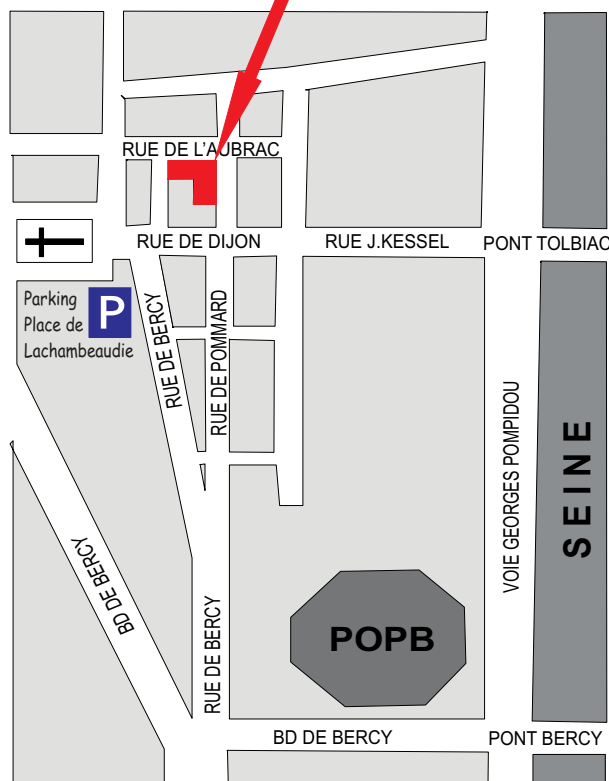 RUE DE L'AUBRAC
RUE DE DIJON
RUE J.KESSEL
PONT TOLBIAC
Parking
Place de
Lachambeaudie
P
RUE DE BERCY
RUE DE POMMARD
VOIE GEORGES POMPIDOU
SEINE
BD DE BERCY
RUE DE BERCY
POPB
BD DE BERCY
PONT BERCY